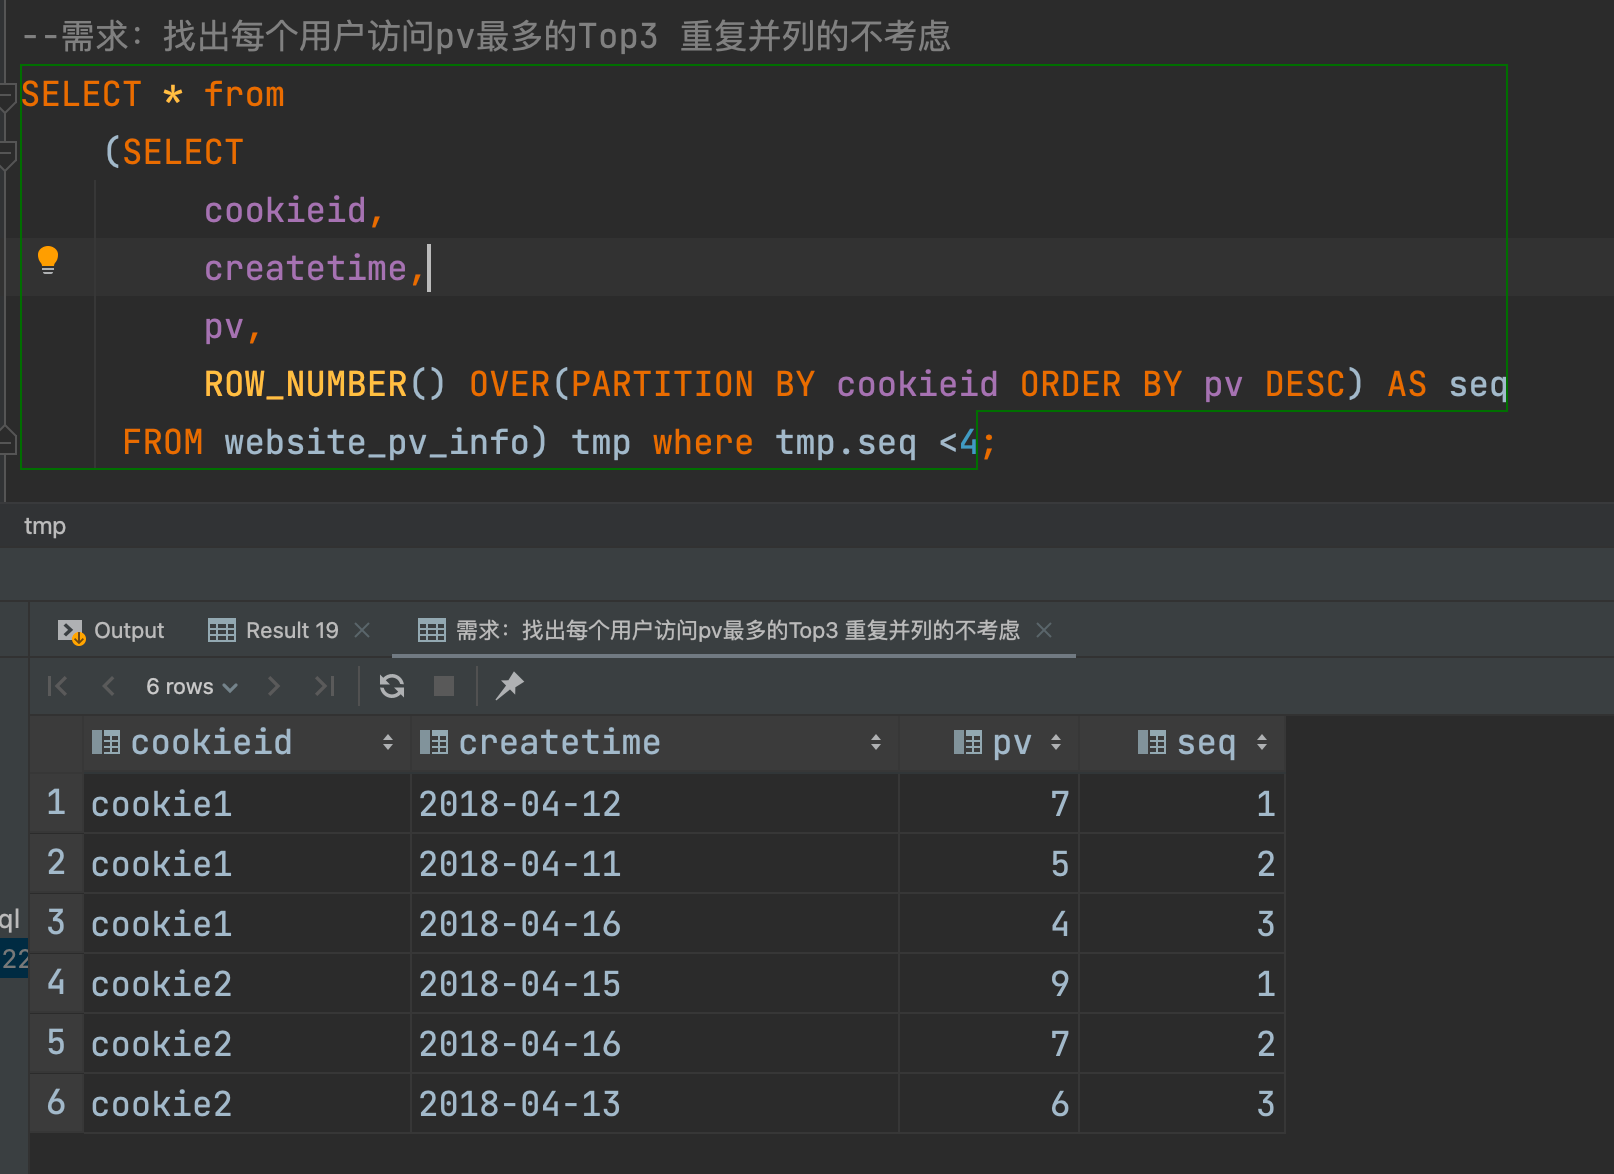 --需求：找出每个用户访问pv最多的Top3 重复并列的不考虑
SELECT * from
(SELECT
cookieid,
createtime,
pv,
ROW_NUMBER() OVER(PARTITION BY cookieid ORDER BY pv DESC) AS seq
FROM website_pv_info) tmp where tmp.seq <4;
tmp
Output
Result 19
需求：找出每个用户访问pv最多的Top3 重复并列的不考虑
6 rows
cookieid createtime pv seq
1 cookie1 2018-04-12 7 1
2 cookie1 2018-04-11 5 2
3 cookie1 2018-04-16 4 3
4 cookie2 2018-04-15 9 1
5 cookie2 2018-04-16 7 2
6 cookie2 2018-04-13 6 3
ql
22